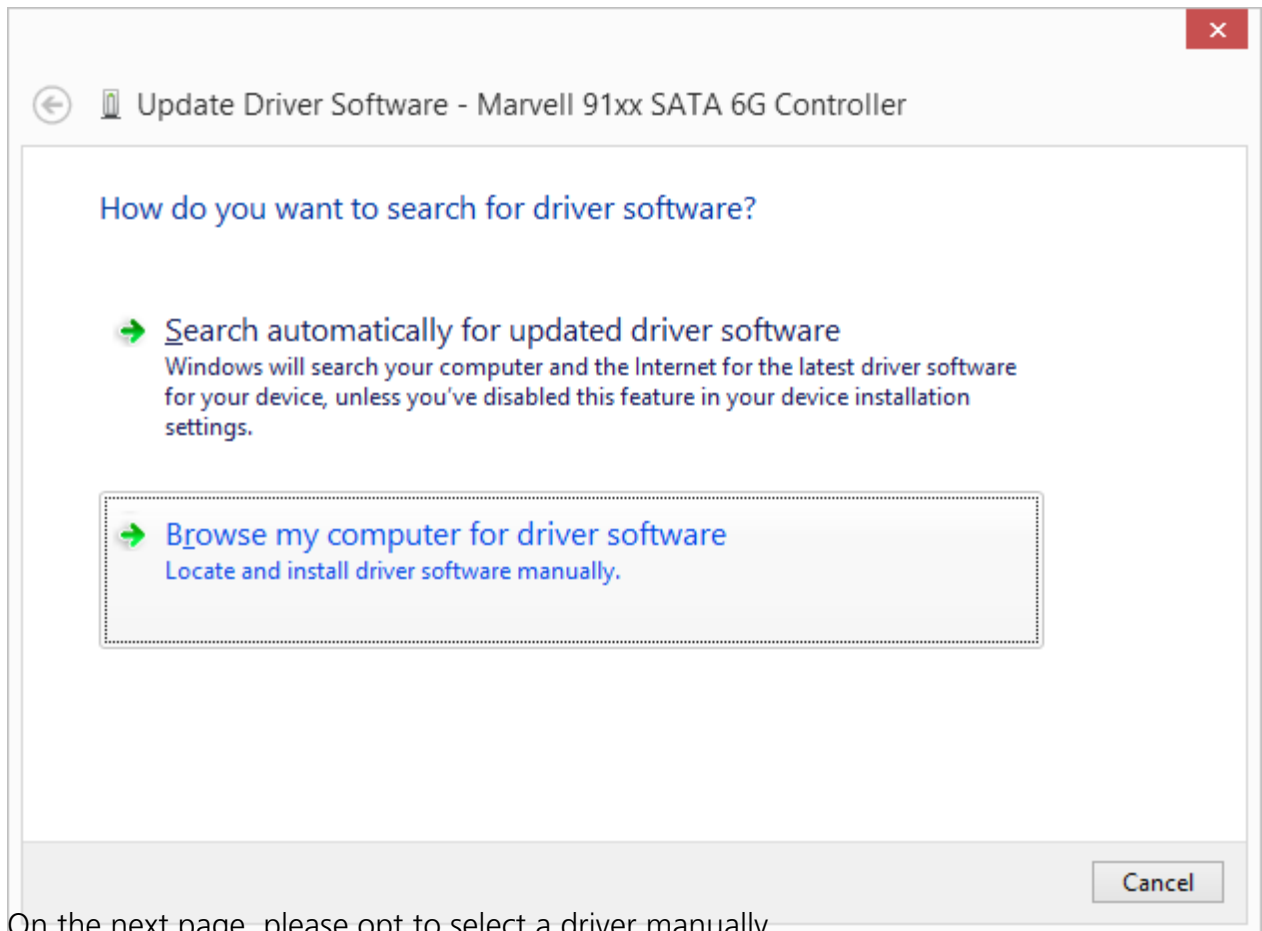 Update Driver Software - Marvell 91xx SATA 6G Controller
How do you want to search for driver software?
Search automatically for updated driver software
Windows will search your computer and the Internet for the latest driver software
for your device, unless you've disabled this feature in your device installation
settings.
Browse my computer for driver software
Locate and install driver software manually.
Cancel
On the next page, please opt to select a driver manually